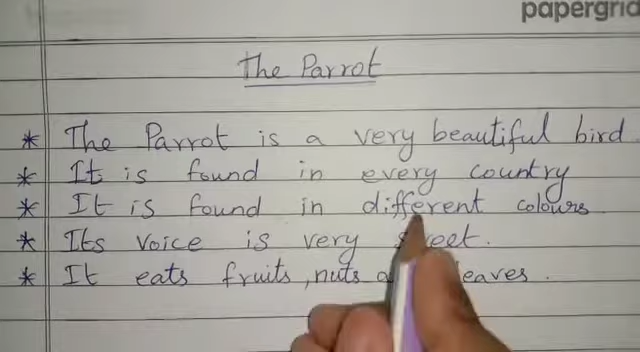 papergrid
The Parrot
* The Parrot is a very beautiful bird.
* It is found in every country
* It is found in different colours.
* Its voice is very sweet.
* It eats fruits, nuts leaves.